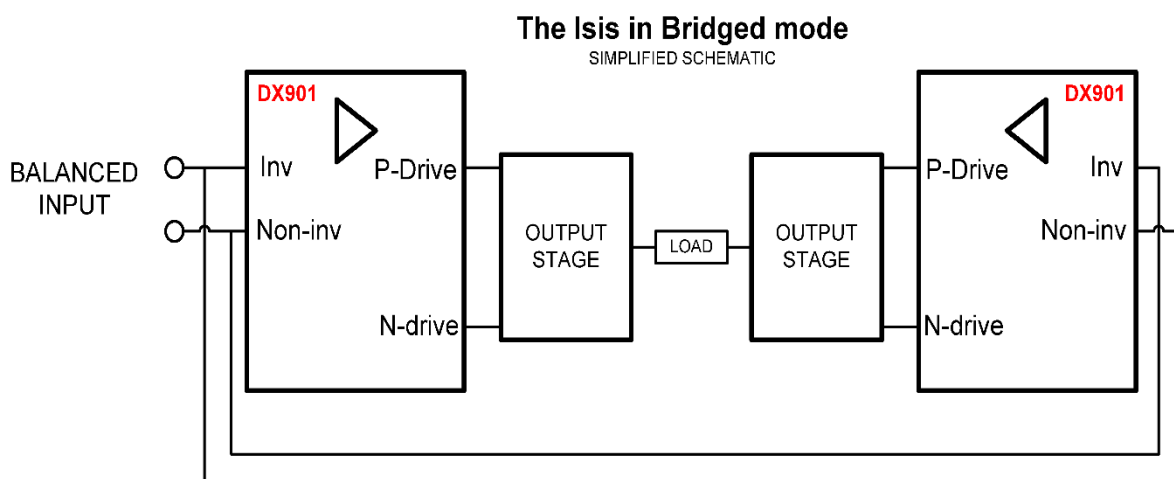 The Isis in Bridged mode
SIMPLIFIED SCHEMATIC
DX901
DX901
BALANCED
INPUT
Inv
Non-inv
P-Drive
N-drive
OUTPUT
STAGE
LOAD
OUTPUT
STAGE
P-Drive
N-drive
Inv
Non-inv